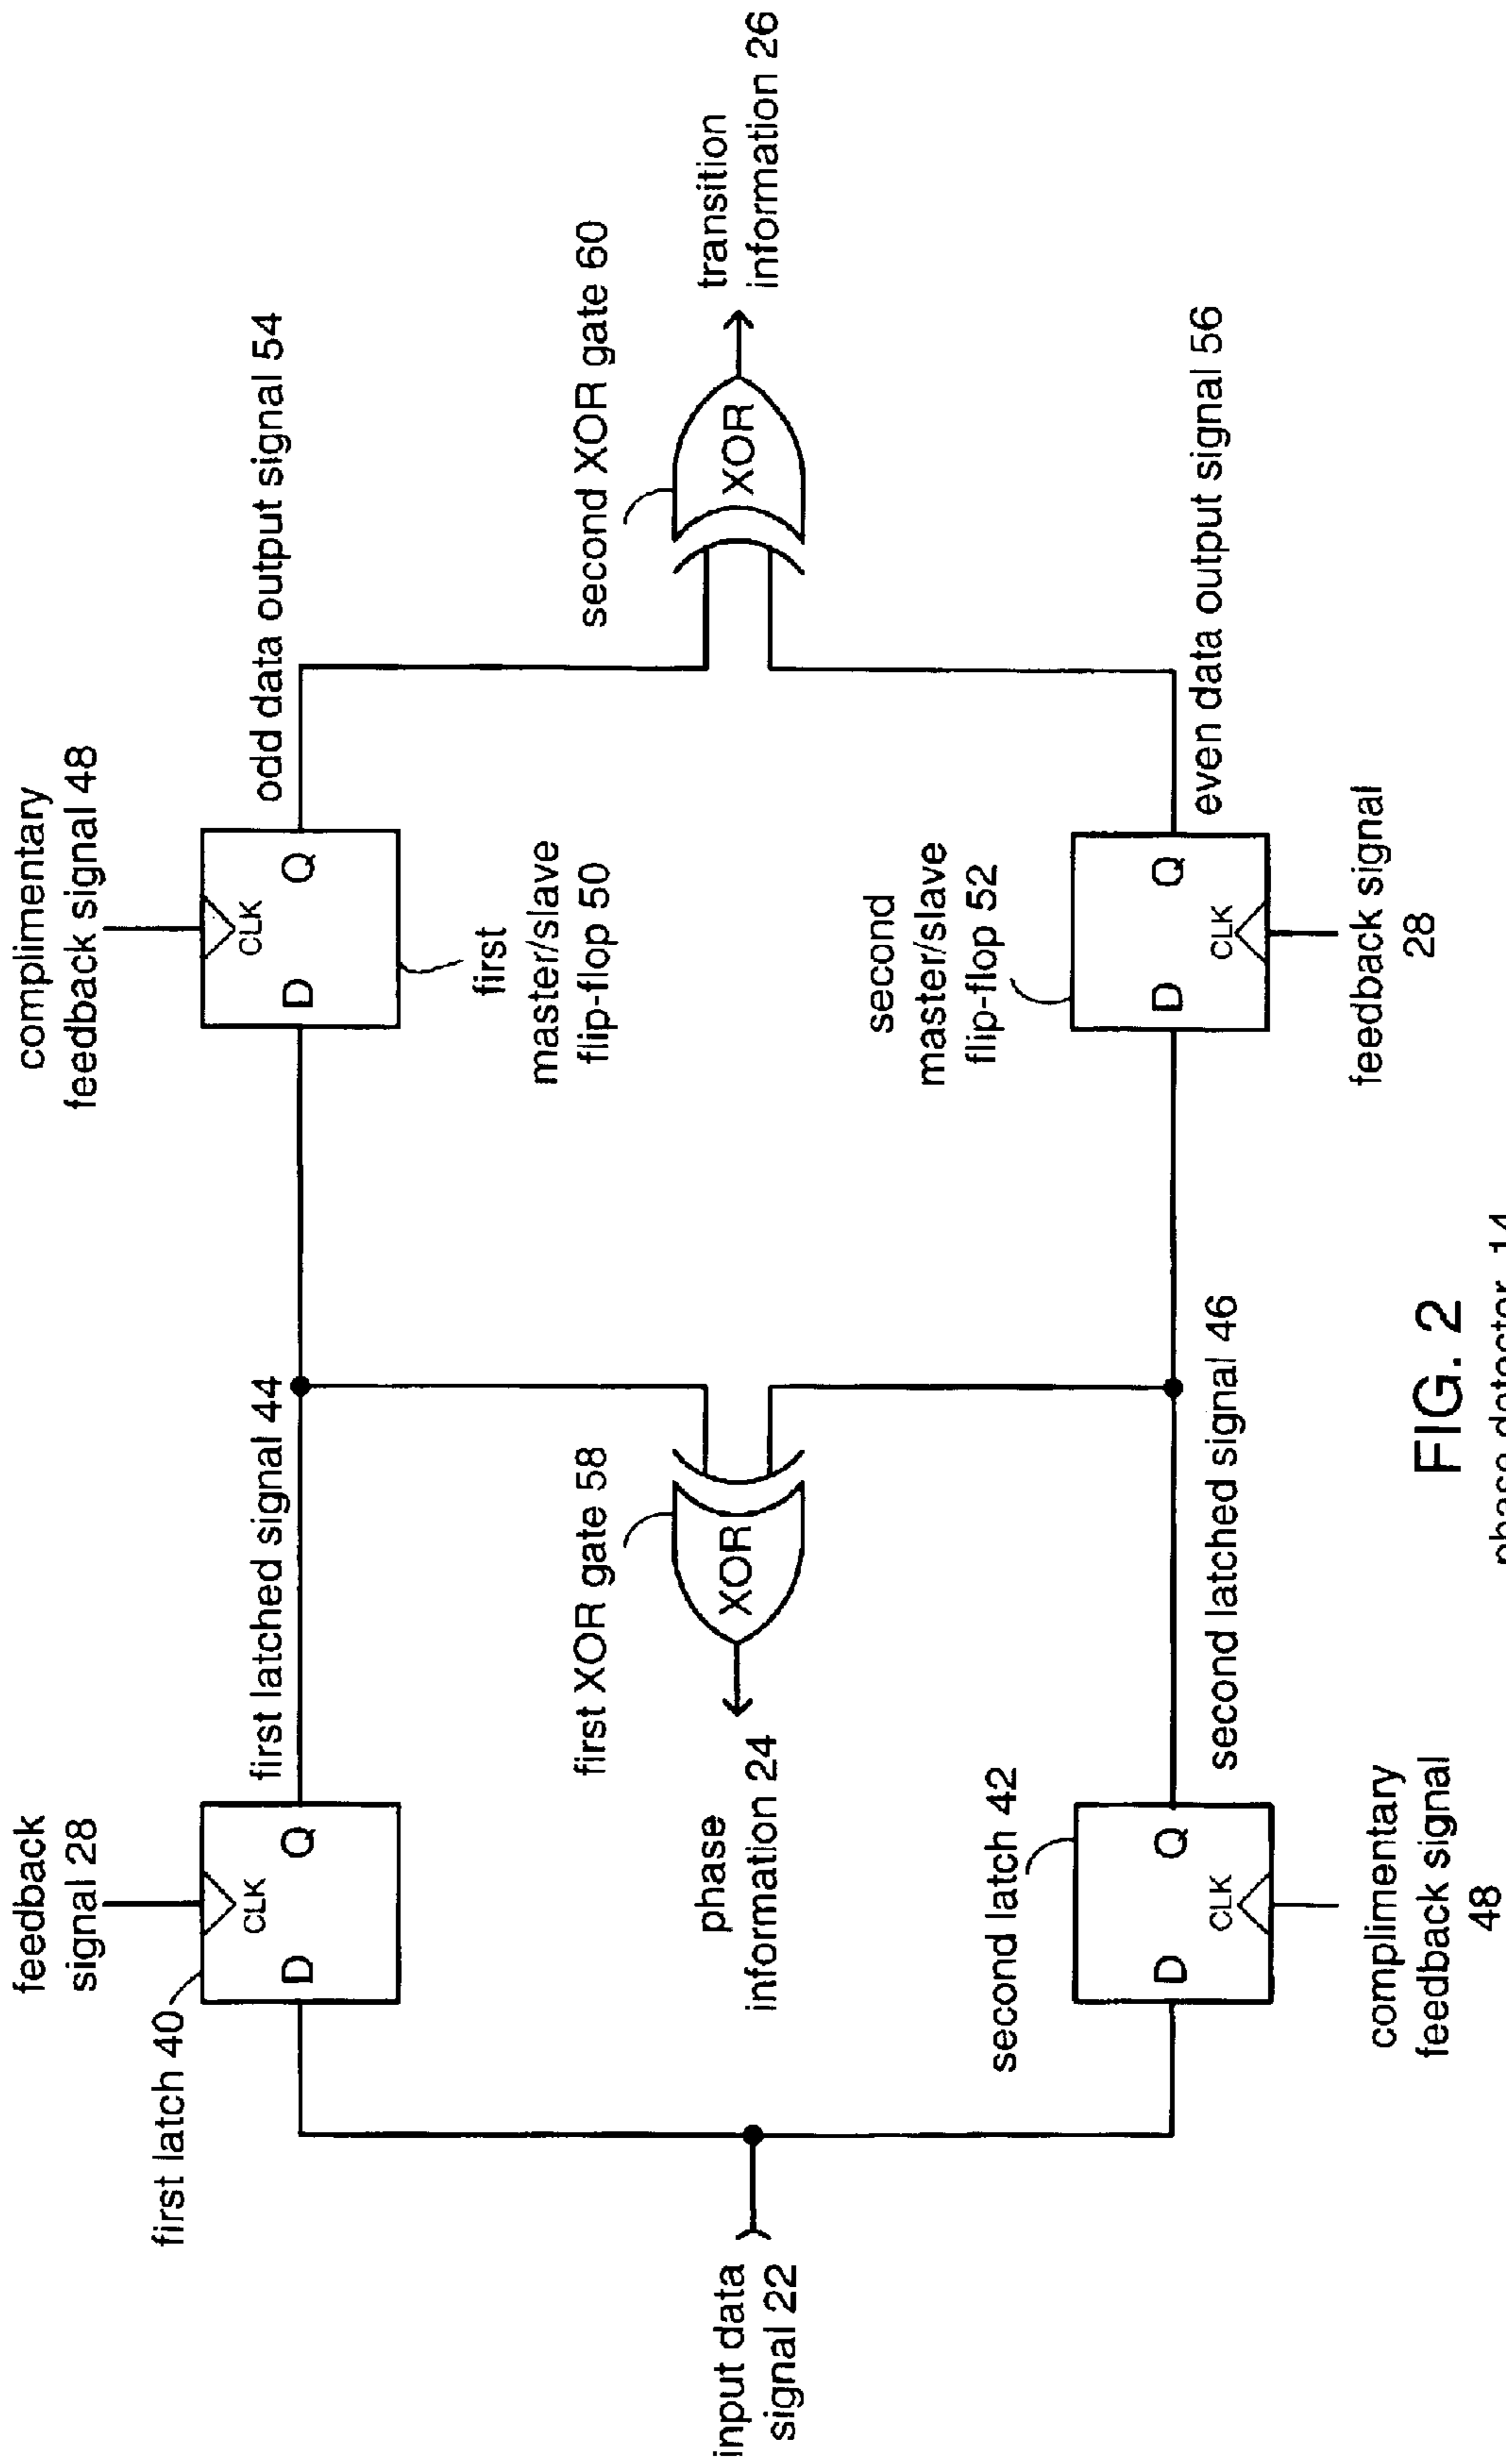 complimentary
feedback signal 48
feedback
signal 28
first latch 40
CLK
D
Q
first latched signal 44
CLK
D
Q
odd data output signal 54
first
master/slave
flip-flop 50
first XOR gate 58
XOR
second XOR gate 60
XOR
input data
signal 22
phase
information 24
transition
information 26
second latch 42
second
master/slave
flip-flop 52
D
Q
CLK
second latched signal 46
D
Q
CLK
even data output signal 56
complimentary
feedback signal
48
feedback signal
28
FIG. 2
phase detector 14